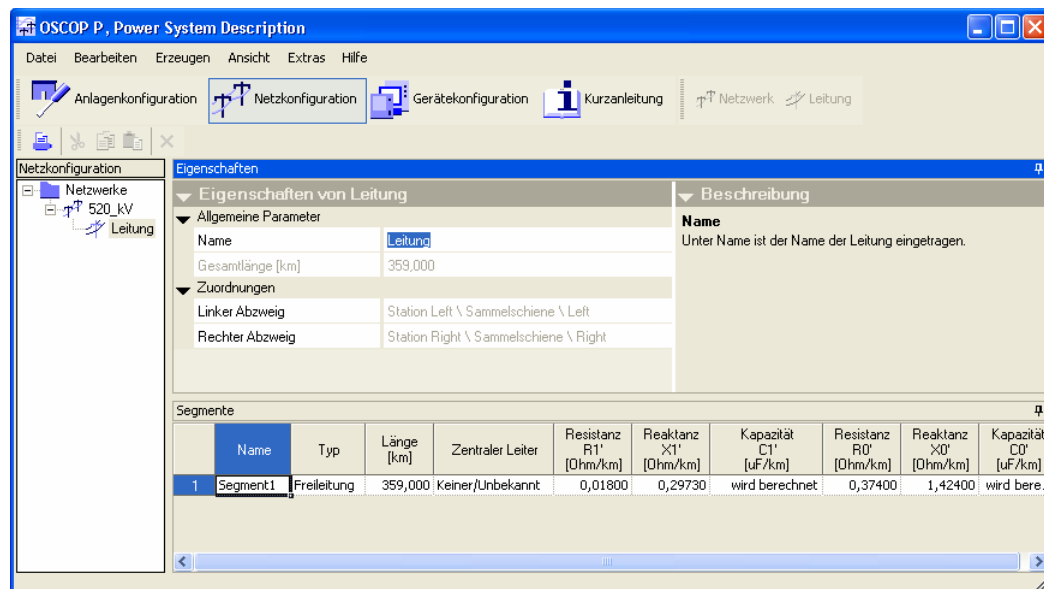 OSCOP P, Power System Description
Datei Bearbeiten Erzeugen Ansicht Extras Hilfe
Anlagenkonfiguration Netzkonfiguration Gerätekonfiguration Kurzanleitung Netzwerk Leitung
Netzkonfiguration
Netzwerke
520_kV
Leitung
Eigenschaften
Eigenschaften von Leitung
Allgemeine Parameter
Name Leitung
Gesamtlänge [km] 359,000
Zuordnungen
Linker Abzweig Station Left \ Sammelschiene \ Left
Rechter Abzweig Station Right \ Sammelschiene \ Right
Beschreibung
Name
Unter Name ist der Name der Leitung eingetragen.
Segmente
Name Typ Länge [km] Zentraler Leiter Resistanz R1' [Ohm/km] Reaktanz X1' [Ohm/km] Kapazität C1' [uF/km] Resistanz R0' [Ohm/km] Reaktanz X0' [Ohm/km] Kapazität C0' [uF/km]
1 Segment1 Freileitung 359,000 Keiner/Unbekannt 0,01800 0,29730 wird berechnet 0,37400 1,42400 wird bere.